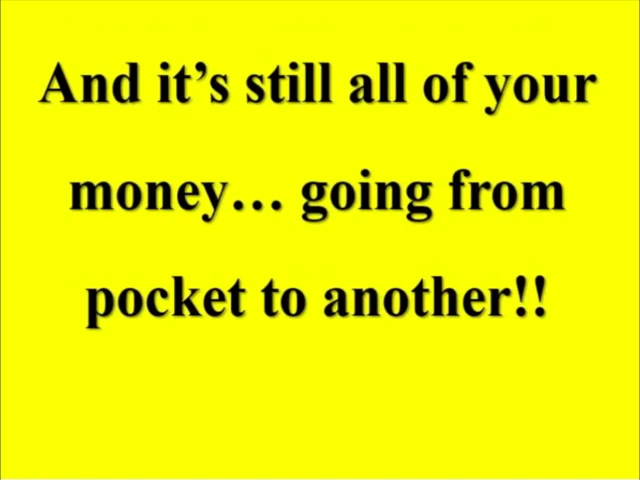 And it’s still all of your
money… going from
pocket to another!!